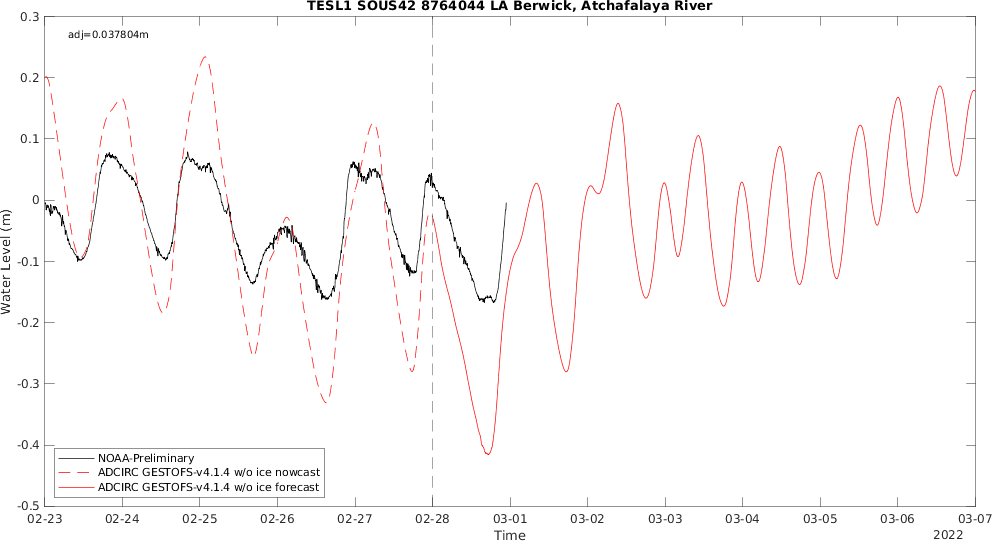 TESL1 SOUS42 8764044 LA Berwick, Atchafalaya River
adj=0.037804m
0.3
0.2
0.1
0
-0.1
-0.2
-0.3
-0.4
-0.5
Water Level (m)
NOAA-Preliminary
ADCIRC GESTOFS-v4.1.4 w/o ice nowcast
ADCIRC GESTOFS-v4.1.4 w/o ice forecast
02-23 02-24 02-25 02-26 02-27 02-28 03-01 03-02 03-03 03-04 03-05 03-06 03-07
Time
2022